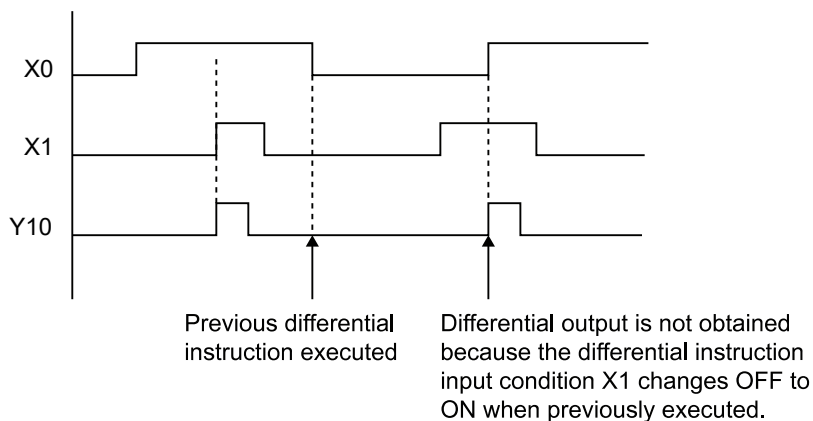 X0
X1
Y10
Previous differential
instruction executed
Differential output is not obtained
because the differential instruction
input condition X1 changes OFF to
ON when previously executed.